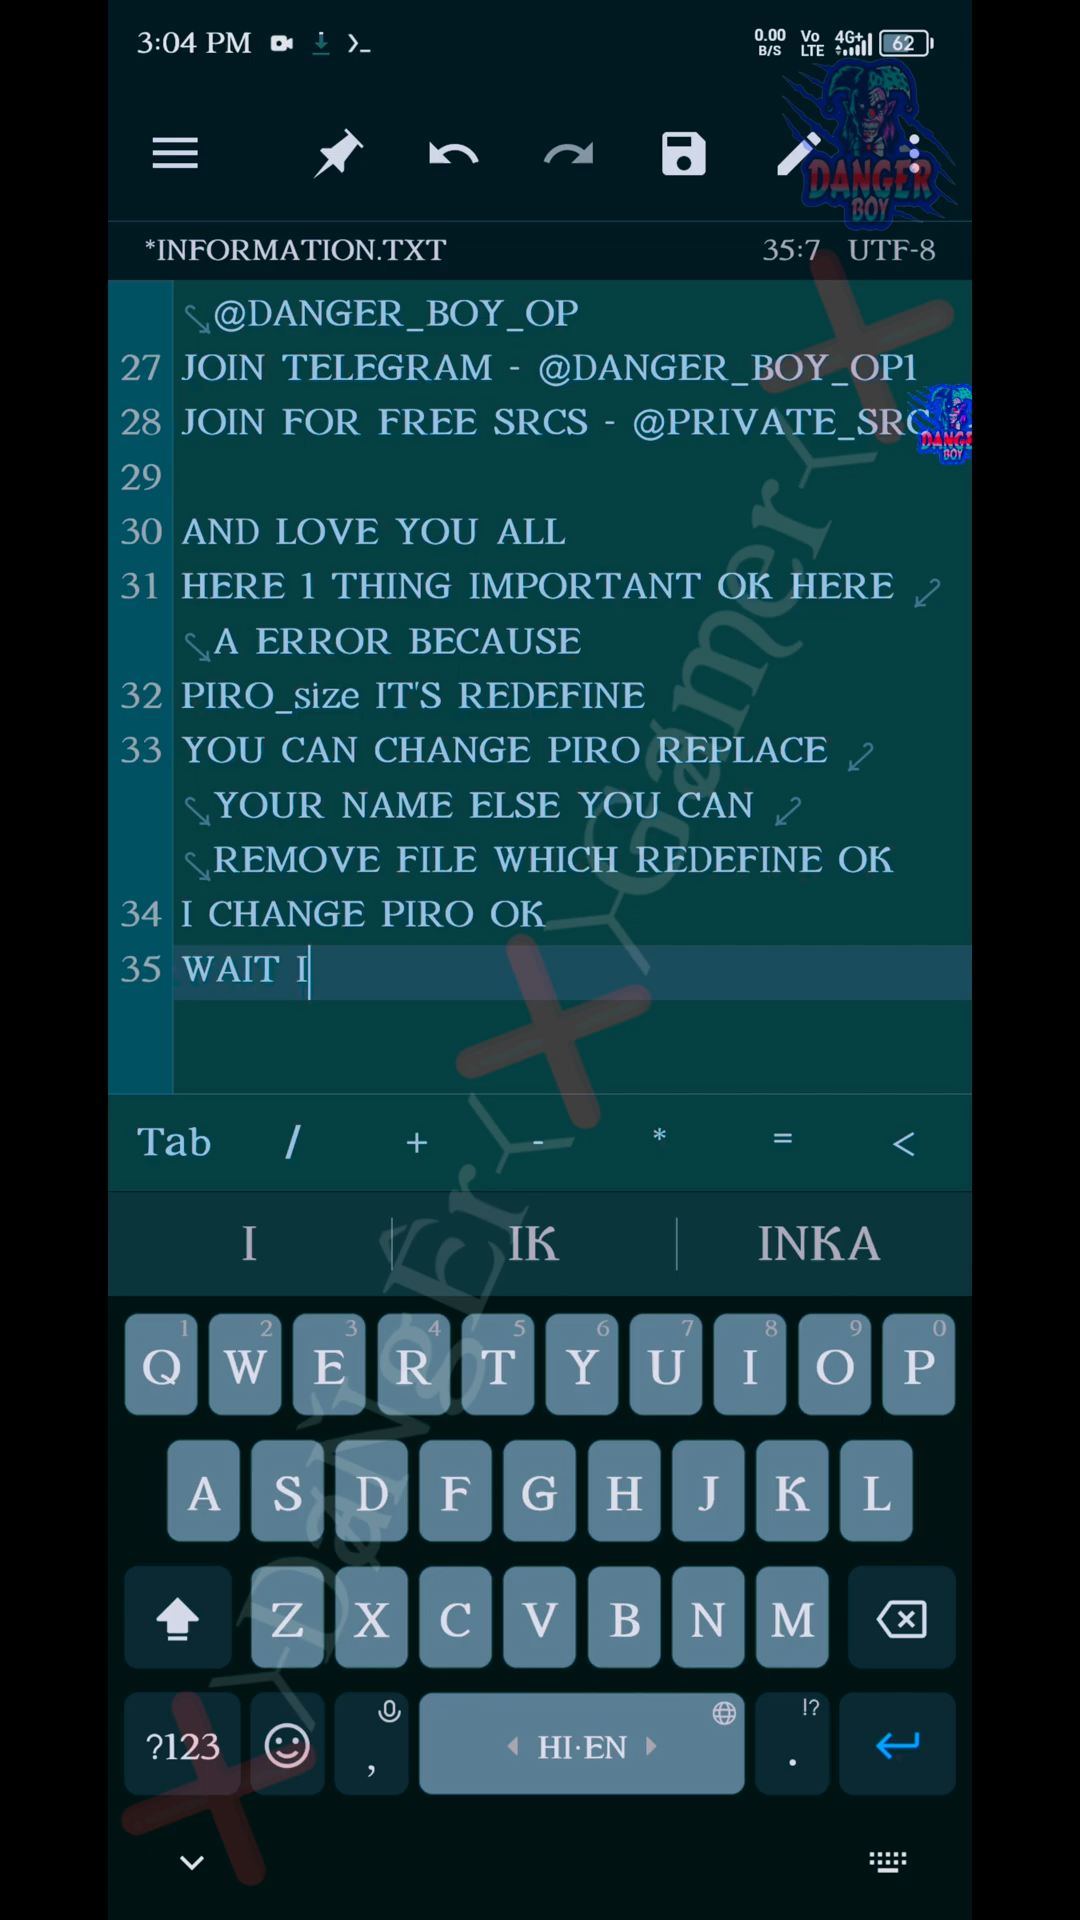 3:04 PM
0.00 B/S Vo LTE 4G+ 62
DANGER BOY
*INFORMATION.TXT 35:7 UTF-8
@DANGER_BOY_OP
27 JOIN TELEGRAM - @DANGER_BOY_OP1
28 JOIN FOR FREE SRCS - @PRIVATE_SRC
DANGER BOY
29
30 AND LOVE YOU ALL
31 HERE 1 THING IMPORTANT OK HERE
A ERROR BECAUSE
32 PIRO_size IT'S REDEFINE
33 YOU CAN CHANGE PIRO REPLACE
YOUR NAME ELSE YOU CAN
REMOVE FILE WHICH REDEFINE OK
34 I CHANGE PIRO OK
35 WAIT I
Tab / + - * = <
I IK INKA
1 2 3 4 5 6 7 8 9 0
Q W E R T Y U I O P
A S D F G H J K L
Z X C V B N M
?123 , HI·EN !? .